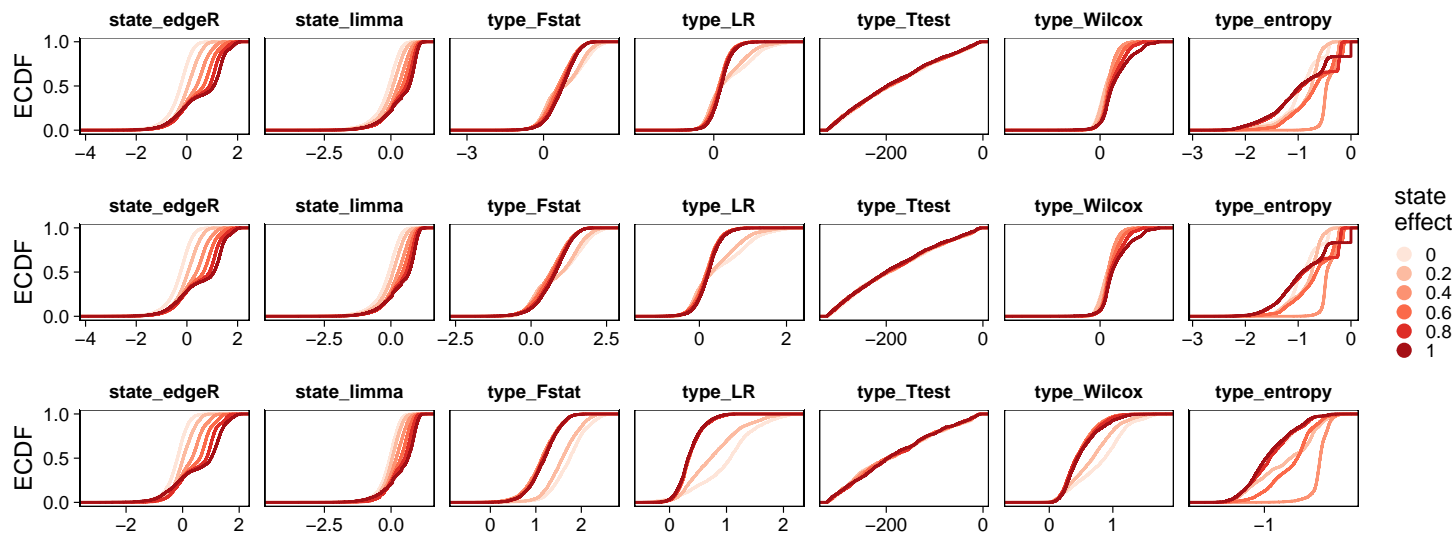 state_edgeR state_limma type_Fstat type_LR type_Ttest type_Wilcox type_entropy
ECDF
1.0
0.5
0.0
−4 −2 0 2 −2.5 0.0 −3 0 0 −200 0 0 −3 −2 −1 0
state_edgeR state_limma type_Fstat type_LR type_Ttest type_Wilcox type_entropy
ECDF
1.0
0.5
0.0
−4 −2 0 2 −2.5 0.0 −2.5 0.0 2.5 0 2 −200 0 0 −3 −2 −1 0
state_edgeR state_limma type_Fstat type_LR type_Ttest type_Wilcox type_entropy
ECDF
1.0
0.5
0.0
−2 0 2 −2.5 0.0 0 1 2 0 1 2 −200 0 0 1 −1
state
effect
0
0.2
0.4
0.6
0.8
1